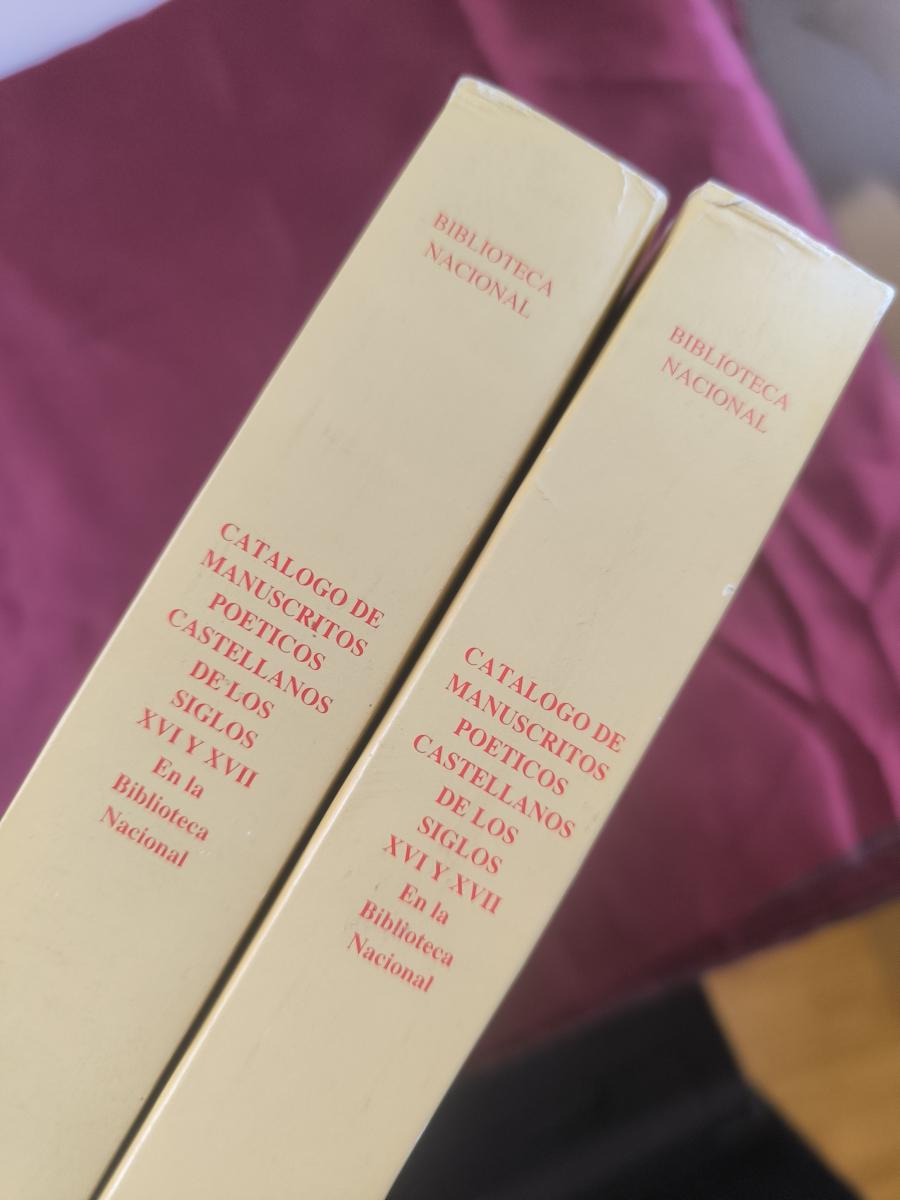 BIBLIOTECA
NACIONAL
CATALOGO DE
MANUSCRITOS
POETICOS
CASTELLANOS
DE LOS
SIGLOS
XVI Y XVII
En la
Biblioteca
Nacional
BIBLIOTECA
NACIONAL
CATALOGO DE
MANUSCRITOS
POETICOS
CASTELLANOS
DE LOS
SIGLOS
XVI Y XVII
En la
Biblioteca
Nacional